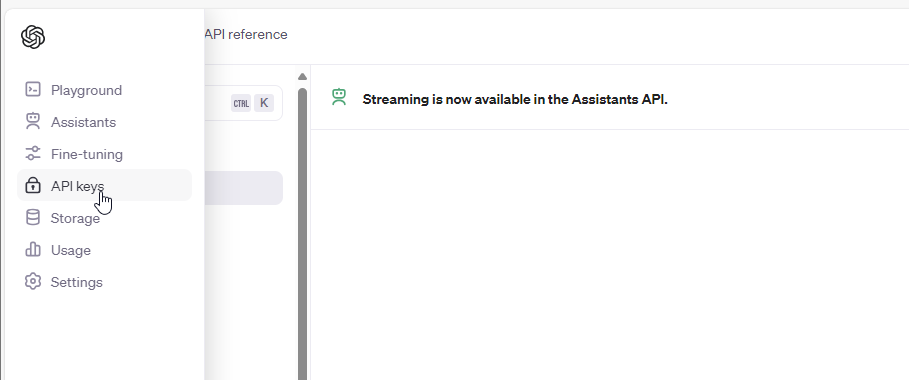 API reference
Playground
Assistants
Fine-tuning
API keys
Storage
Usage
Settings
CTRL K
Streaming is now available in the Assistants API.